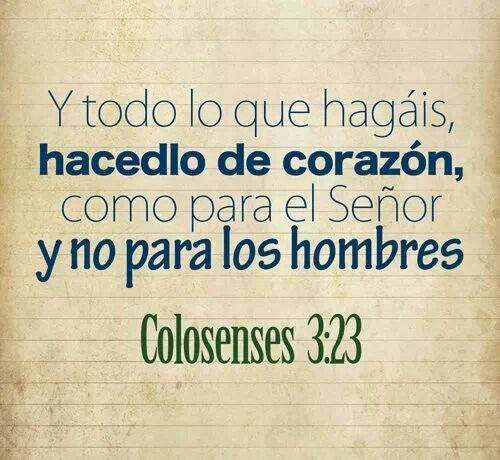 Y todo lo que hagáis,
hacedlo de corazón,
como para el Señor
y no para los hombres
Colosenses 3:23